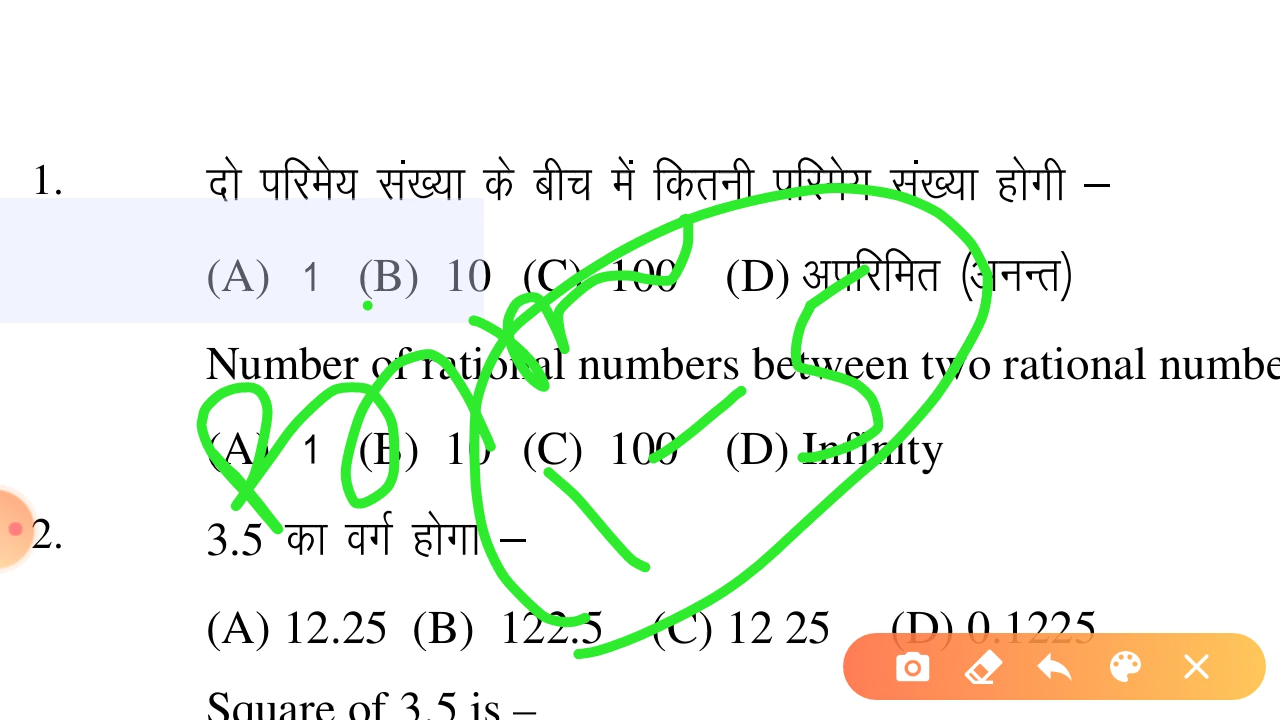 1. दो परिमेय संख्या के बीच में कितनी परिमेय संख्या होगी –
(A) 1 (B) 10 (C) 100 (D) अपरिमित (अनन्त)
Number of rational numbers between two rational numbe
(A) 1 (B) 10 (C) 100 (D) Infinity
2. 3.5 का वर्ग होगा –
(A) 12.25 (B) 122.5 (C) 12 25 (D) 0.1225
Square of 3.5 is –
1-5